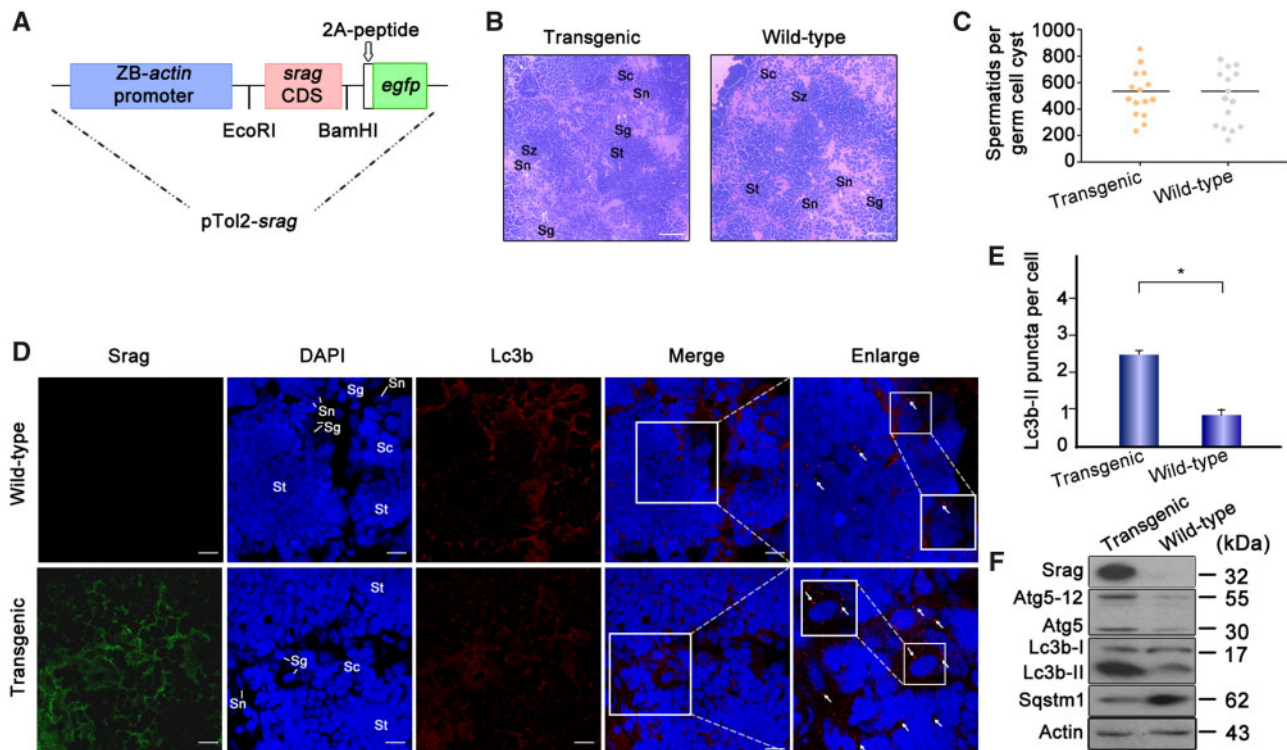 A
2A-peptide
ZB-actin
promoter
srag
CDS
egfp
EcoRI
BamHI
pTol2-srag
B
Transgenic
Wild-type
Sc
Sn
Sg
Sz
St
Sn
Sg
Sc
Sz
St
Sn
Sn
Sg
C
Spermatids per
germ cell cyst
1000
800
600
400
200
0
Transgenic
Wild-type
D
Srag
DAPI
Lc3b
Merge
Enlarge
Wild-type
Sg
Sn
Sn
Sg
Sc
St
St
Transgenic
St
Sg
Sc
Sn
St
E
Lc3b-II puncta per cell
4
3
2
1
0
*
Transgenic
Wild-type
F
Transgenic
Wild-type
(kDa)
Srag
32
Atg5-12
55
Atg5
30
Lc3b-I
17
Lc3b-II
Sqstm1
62
Actin
43